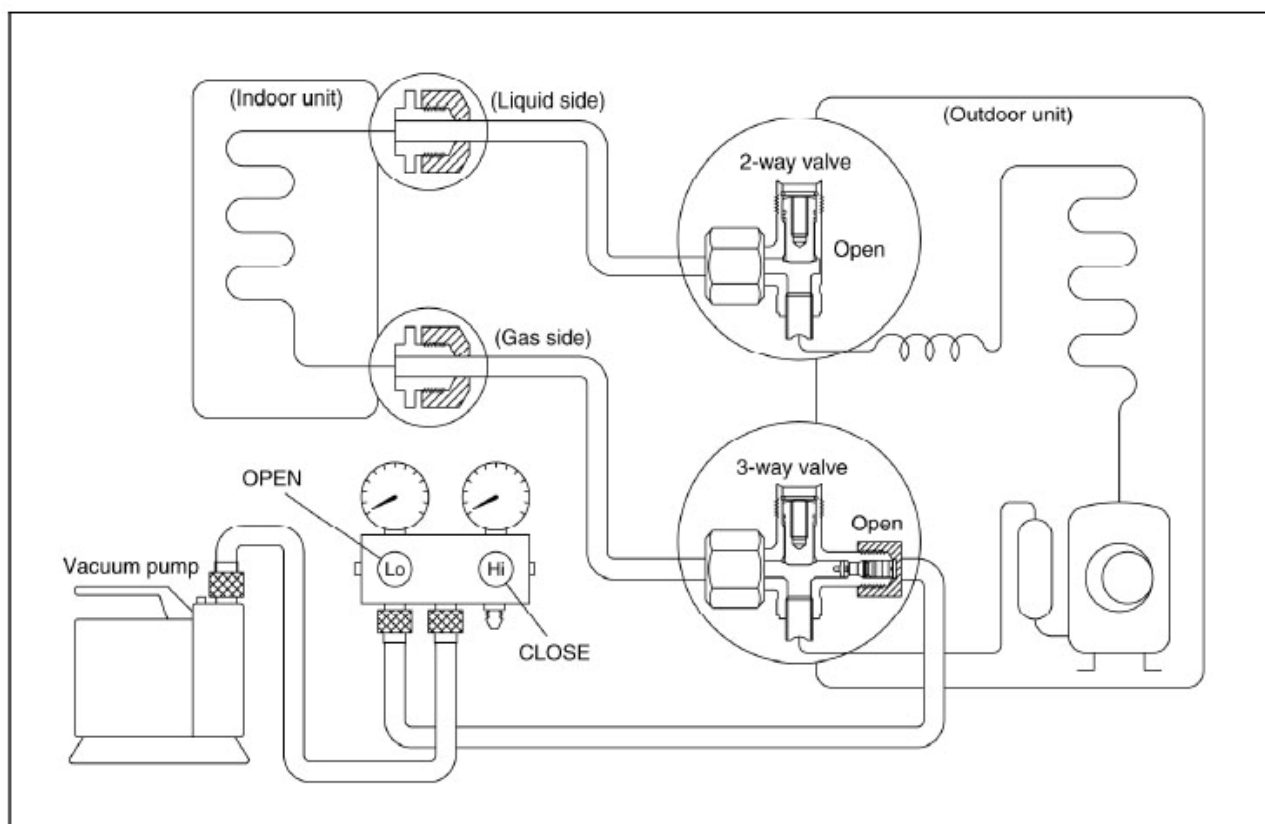 (Indoor unit)
(Liquid side)
(Outdoor unit)
2-way valve
Open
(Gas side)
3-way valve
Open
OPEN
Vacuum pump
Lo
Hi
CLOSE